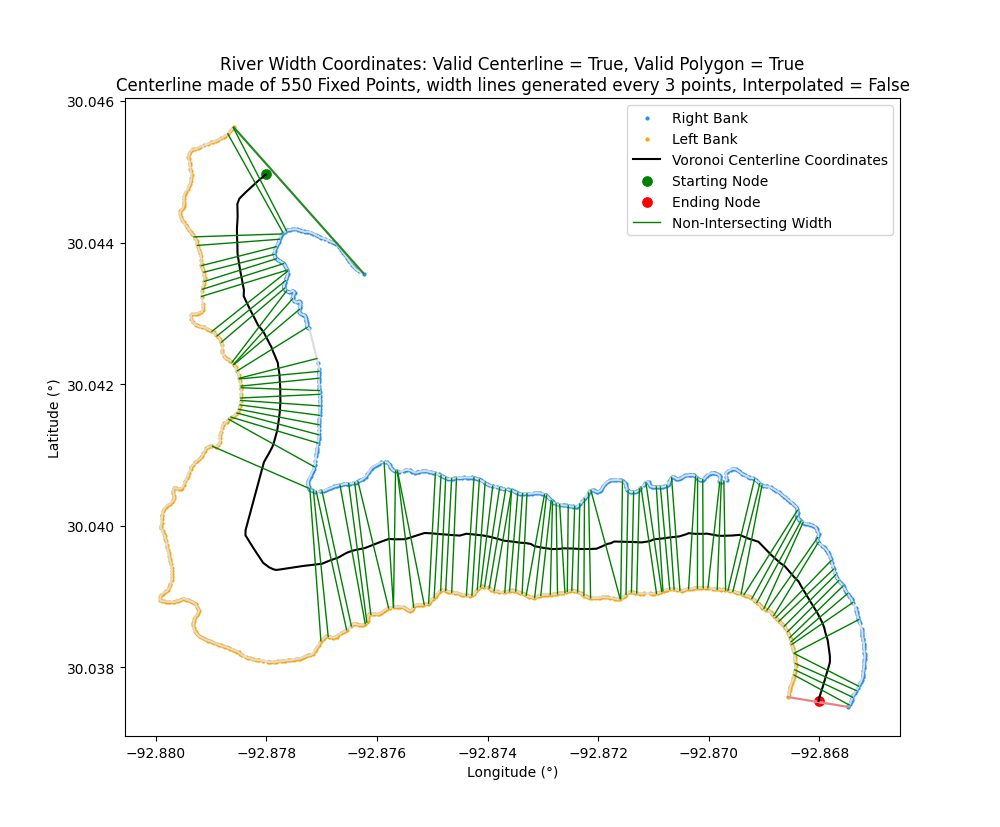 River Width Coordinates: Valid Centerline = True, Valid Polygon = True
Centerline made of 550 Fixed Points, width lines generated every 3 points, Interpolated = False
Right Bank
Left Bank
Voronoi Centerline Coordinates
Starting Node
Ending Node
Non-Intersecting Width
30.046
30.044
30.042
30.040
30.038
Latitude (°)
−92.880 −92.878 −92.876 −92.874 −92.872 −92.870 −92.868
Longitude (°)